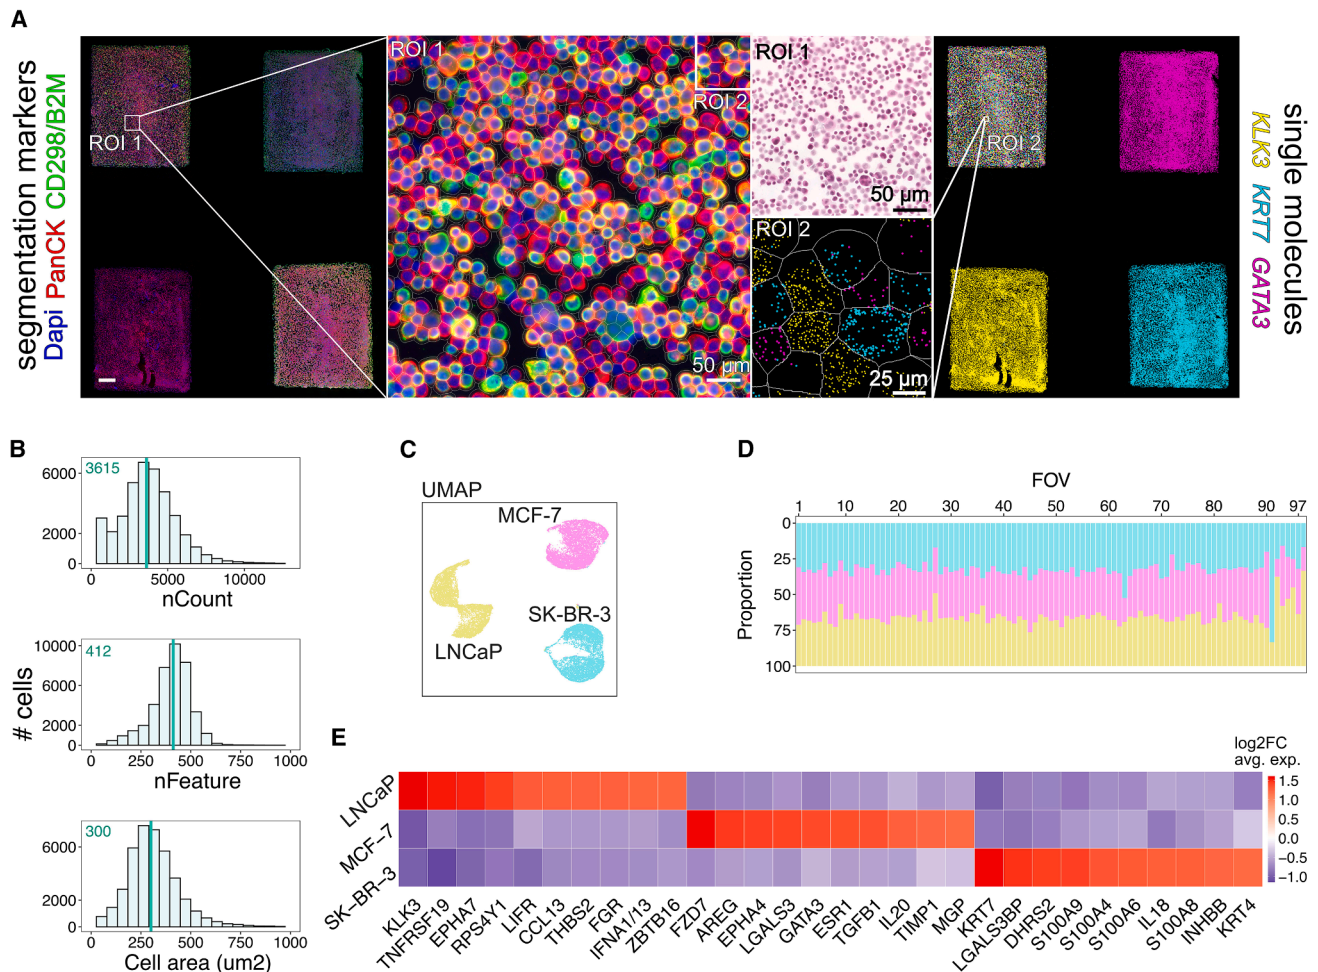 A
segmentation markers
Dapi PanCK CD298/B2M
ROI 1
ROI 1
ROI 2
50 µm
ROI 1
50 µm
ROI 2
25 µm
ROI 2
single molecules
KLK3 KRT7 GATA3
B
3615
6000
2000
0
0 5000 10000
nCount
412
10000
6000
2000
0
0 250 500 750 1000
nFeature
# cells
300
6000
2000
0
0 250 500 750 1000
Cell area (um2)
C
UMAP
MCF-7
SK-BR-3
LNCaP
D
FOV
1 10 20 30 40 50 60 70 80 90 97
Proportion
0
25
50
75
100
E
log2FC
avg. exp.
1.5
1.0
0.5
0.0
−0.5
−1.0
LNCaP
MCF−7
SK−BR−3
KLK3
TNFRSF19
EPHA7
RPS4Y1
LIFR
CCL13
THBS2
FGR
IFNA1/13
ZBTB16
FZD7
AREG
EPHA4
LGALS3
GATA3
ESR1
TGFB1
IL20
TIMP1
MGP
KRT7
LGALS3BP
DHRS2
S100A9
S100A4
S100A6
IL18
S100A8
INHBB
KRT4